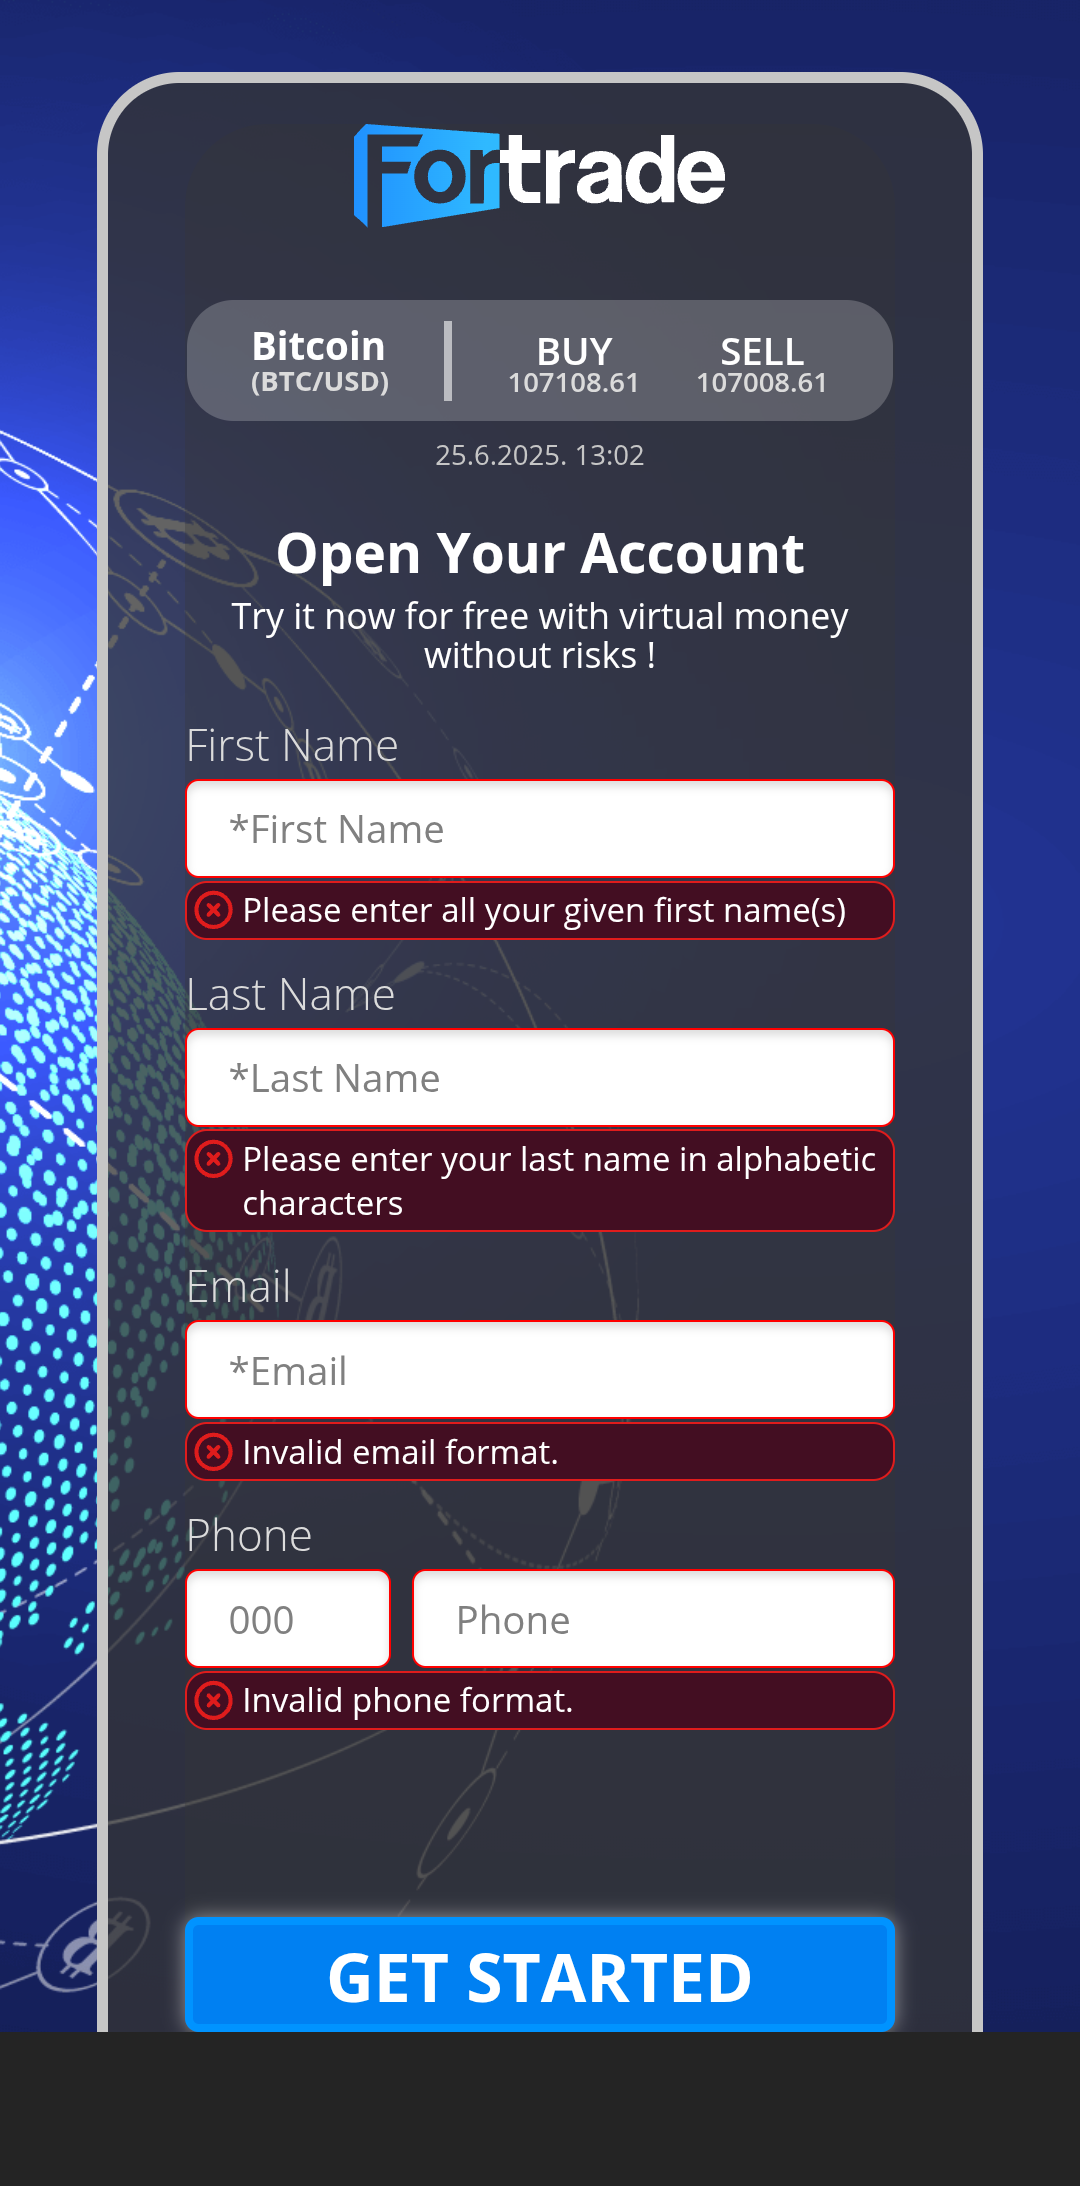 Fortrade
Bitcoin
(BTC/USD)
BUY
107108.61
SELL
107008.61
25.6.2025. 13:02
Open Your Account
Try it now for free with virtual money
without risks !
First Name
*First Name
Please enter all your given first name(s)
Last Name
*Last Name
Please enter your last name in alphabetic
characters
Email
*Email
Invalid email format.
Phone
000
Phone
Invalid phone format.
GET STARTED